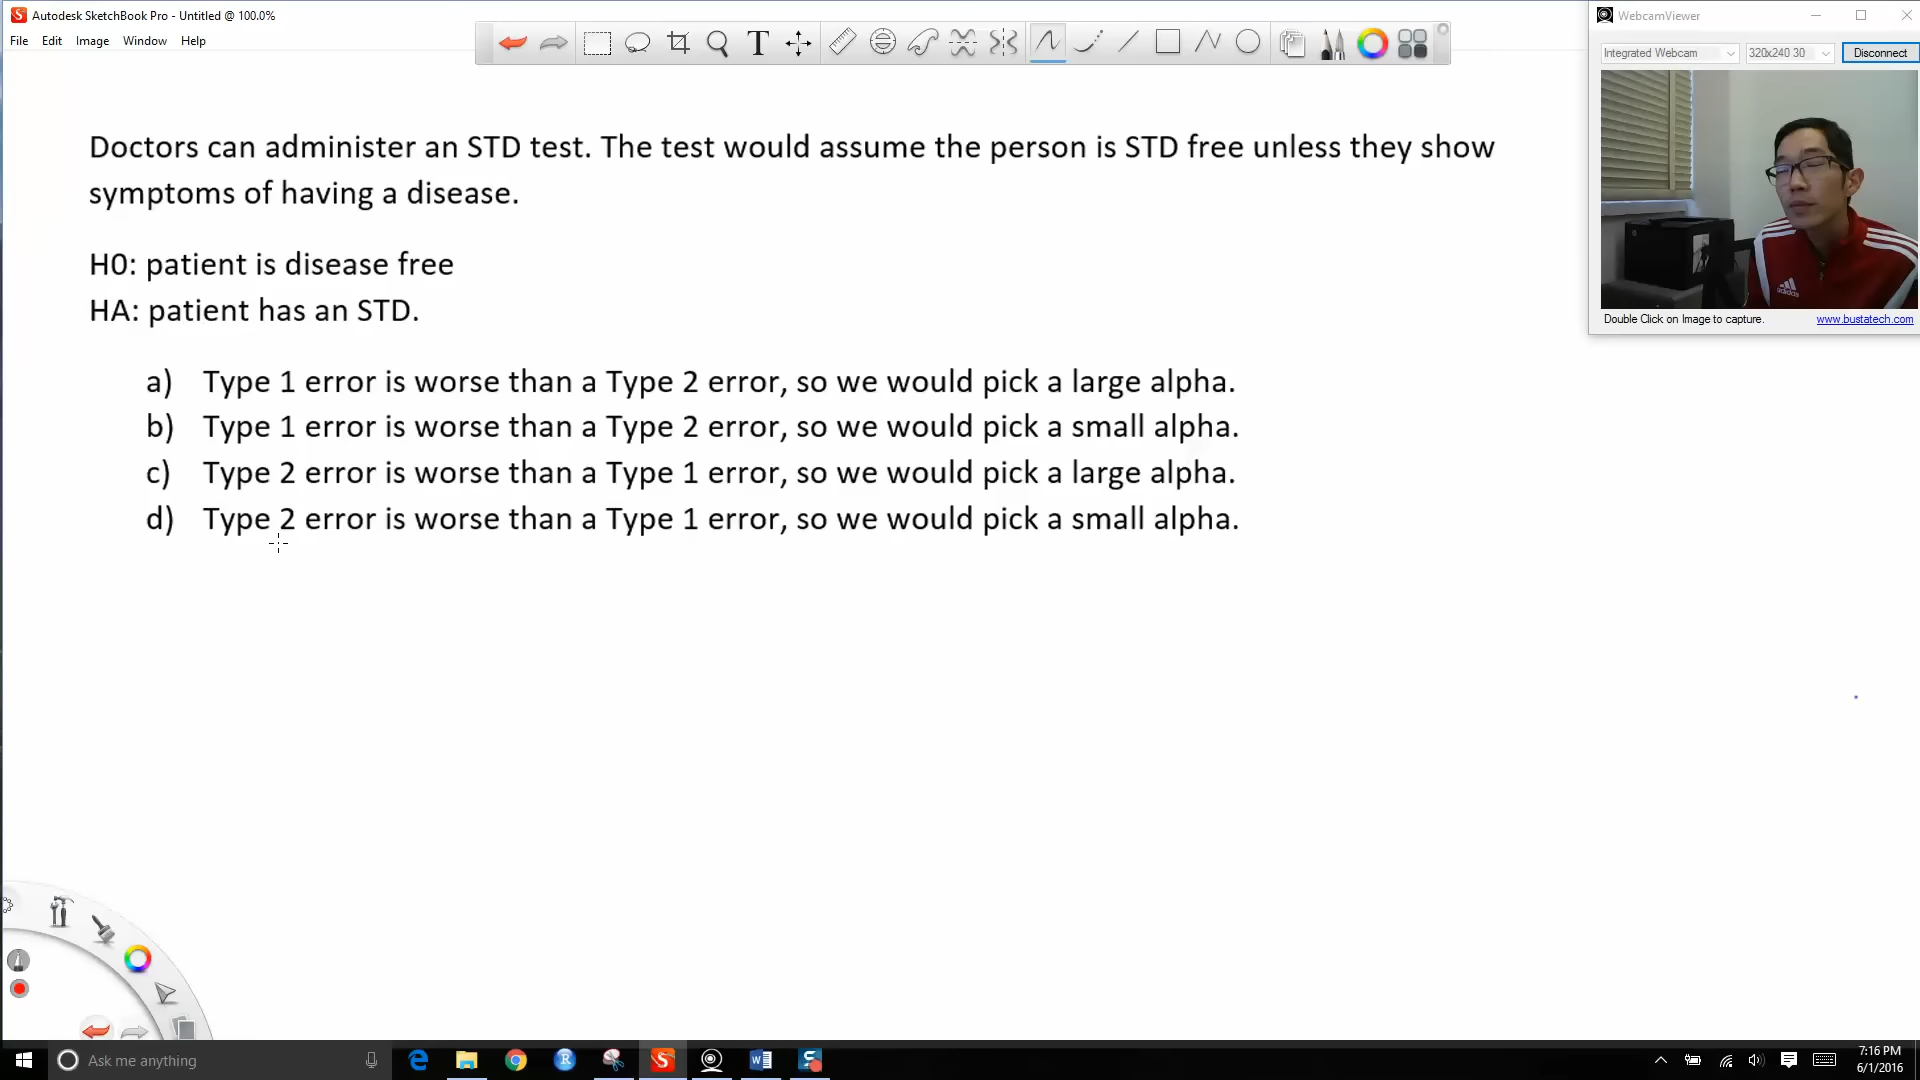 Autodesk SketchBook Pro - Untitled @ 100.0%
File Edit Image Window Help
T
WebcamViewer
Integrated Webcam 320x240 30 Disconnect
adidas
Double Click on Image to capture. www.bustatech.com
Doctors can administer an STD test. The test would assume the person is STD free unless they show
symptoms of having a disease.
H0: patient is disease free
HA: patient has an STD.
a) Type 1 error is worse than a Type 2 error, so we would pick a large alpha.
b) Type 1 error is worse than a Type 2 error, so we would pick a small alpha.
c) Type 2 error is worse than a Type 1 error, so we would pick a large alpha.
d) Type 2 error is worse than a Type 1 error, so we would pick a small alpha.
Ask me anything
7:16 PM
6/1/2016